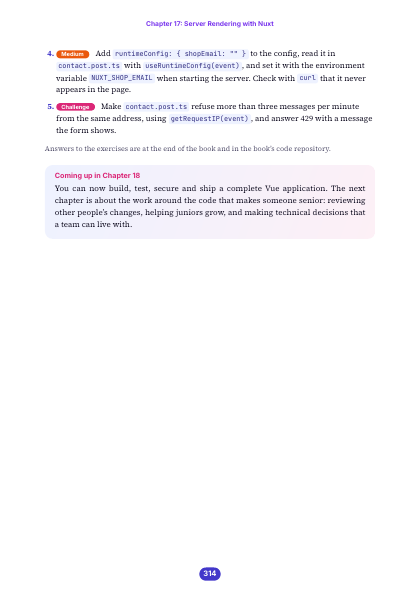 Chapter 17: Server Rendering with Nuxt
4. Medium Add runtimeConfig: { shopEmail: "" } to the config, read it in
contact.post.ts with useRuntimeConfig(event), and set it with the environment
variable NUXT_SHOP_EMAIL when starting the server. Check with curl that it never
appears in the page.
5. Challenge Make contact.post.ts refuse more than three messages per minute
from the same address, using getRequestIP(event), and answer 429 with a message
the form shows.
Answers to the exercises are at the end of the book and in the book's code repository.
Coming up in Chapter 18
You can now build, test, secure and ship a complete Vue application. The next
chapter is about the work around the code that makes someone senior: reviewing
other people's changes, helping juniors grow, and making technical decisions that
a team can live with.
314